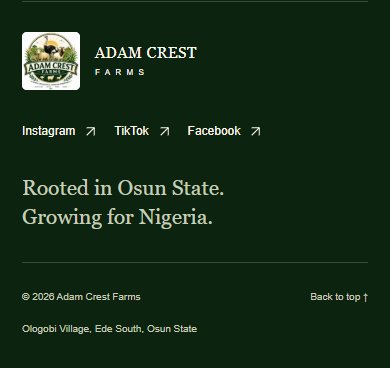 ADAM CREST
FARMS
ADAM CREST
FARMS
Instagram ↗ TikTok ↗ Facebook ↗
Rooted in Osun State.
Growing for Nigeria.
© 2026 Adam Crest Farms
Back to top ↑
Ologobi Village, Ede South, Osun State